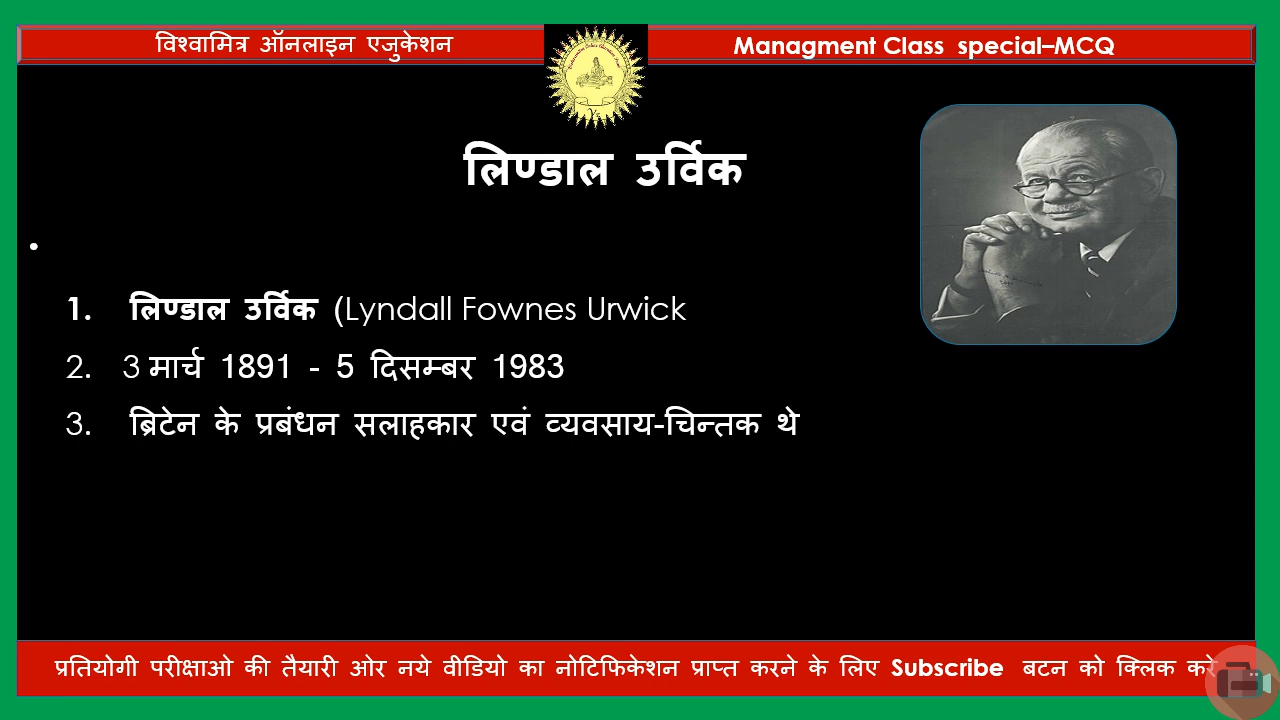 विश्वामित्र ऑनलाइन एजुकेशन
Managment Class special–MCQ
लिण्डाल उर्विक
•
1. लिण्डाल उर्विक (Lyndall Fownes Urwick
2. 3 मार्च 1891 - 5 दिसम्बर 1983
3. ब्रिटेन के प्रबंधन सलाहकार एवं व्यवसाय-चिन्तक थे
प्रतियोगी परीक्षाओ की तैयारी ओर नये वीडियो का नोटिफिकेशन प्राप्त करने के लिए Subscribe बटन को क्लिक करे